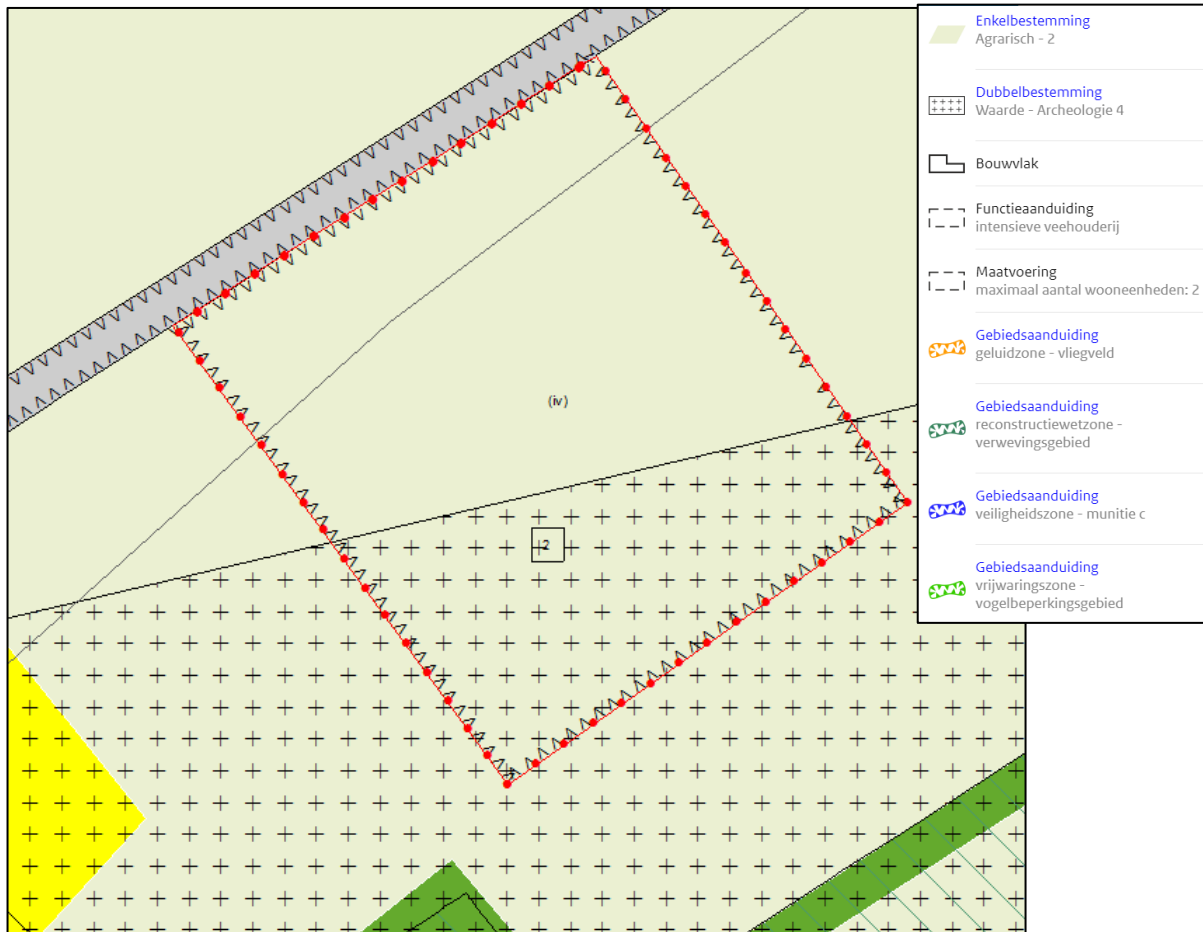 (iv)
2
Enkelbestemming
Agrarisch - 2
Dubbelbestemming
Waarde - Archeologie 4
Bouwvlak
Functieaanduiding
intensieve veehouderij
Maatvoering
maximaal aantal wooneenheden: 2
Gebiedsaanduiding
geluidzone - vliegveld
Gebiedsaanduiding
reconstructiewetzone -
verwevingsgebied
Gebiedsaanduiding
veiligheidszone - munitie c
Gebiedsaanduiding
vrijwaringszone -
vogelbeperkingsgebied